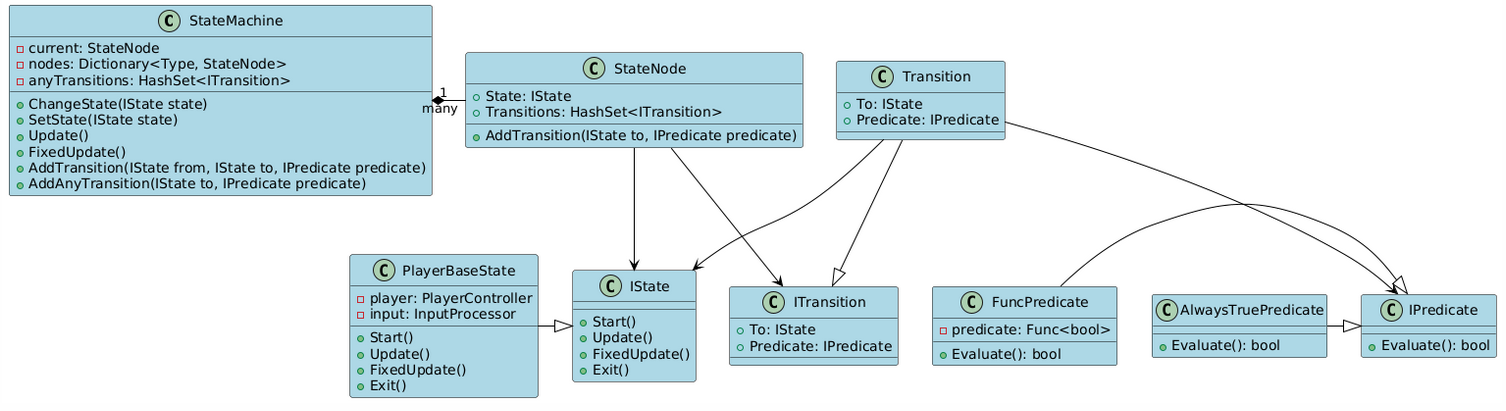 C StateMachine
current: StateNode
nodes: Dictionary<Type, StateNode>
anyTransitions: HashSet<ITransition>
ChangeState(IState state)
SetState(IState state)
Update()
FixedUpdate()
AddTransition(IState from, IState to, IPredicate predicate)
AddAnyTransition(IState to, IPredicate predicate)
1
many
C StateNode
State: IState
Transitions: HashSet<ITransition>
AddTransition(IState to, IPredicate predicate)
C Transition
To: IState
Predicate: IPredicate
C PlayerBaseState
player: PlayerController
input: InputProcessor
Start()
Update()
FixedUpdate()
Exit()
C IState
Start()
Update()
FixedUpdate()
Exit()
C ITransition
To: IState
Predicate: IPredicate
C FuncPredicate
predicate: Func<bool>
Evaluate(): bool
C AlwaysTruePredicate
Evaluate(): bool
C IPredicate
Evaluate(): bool